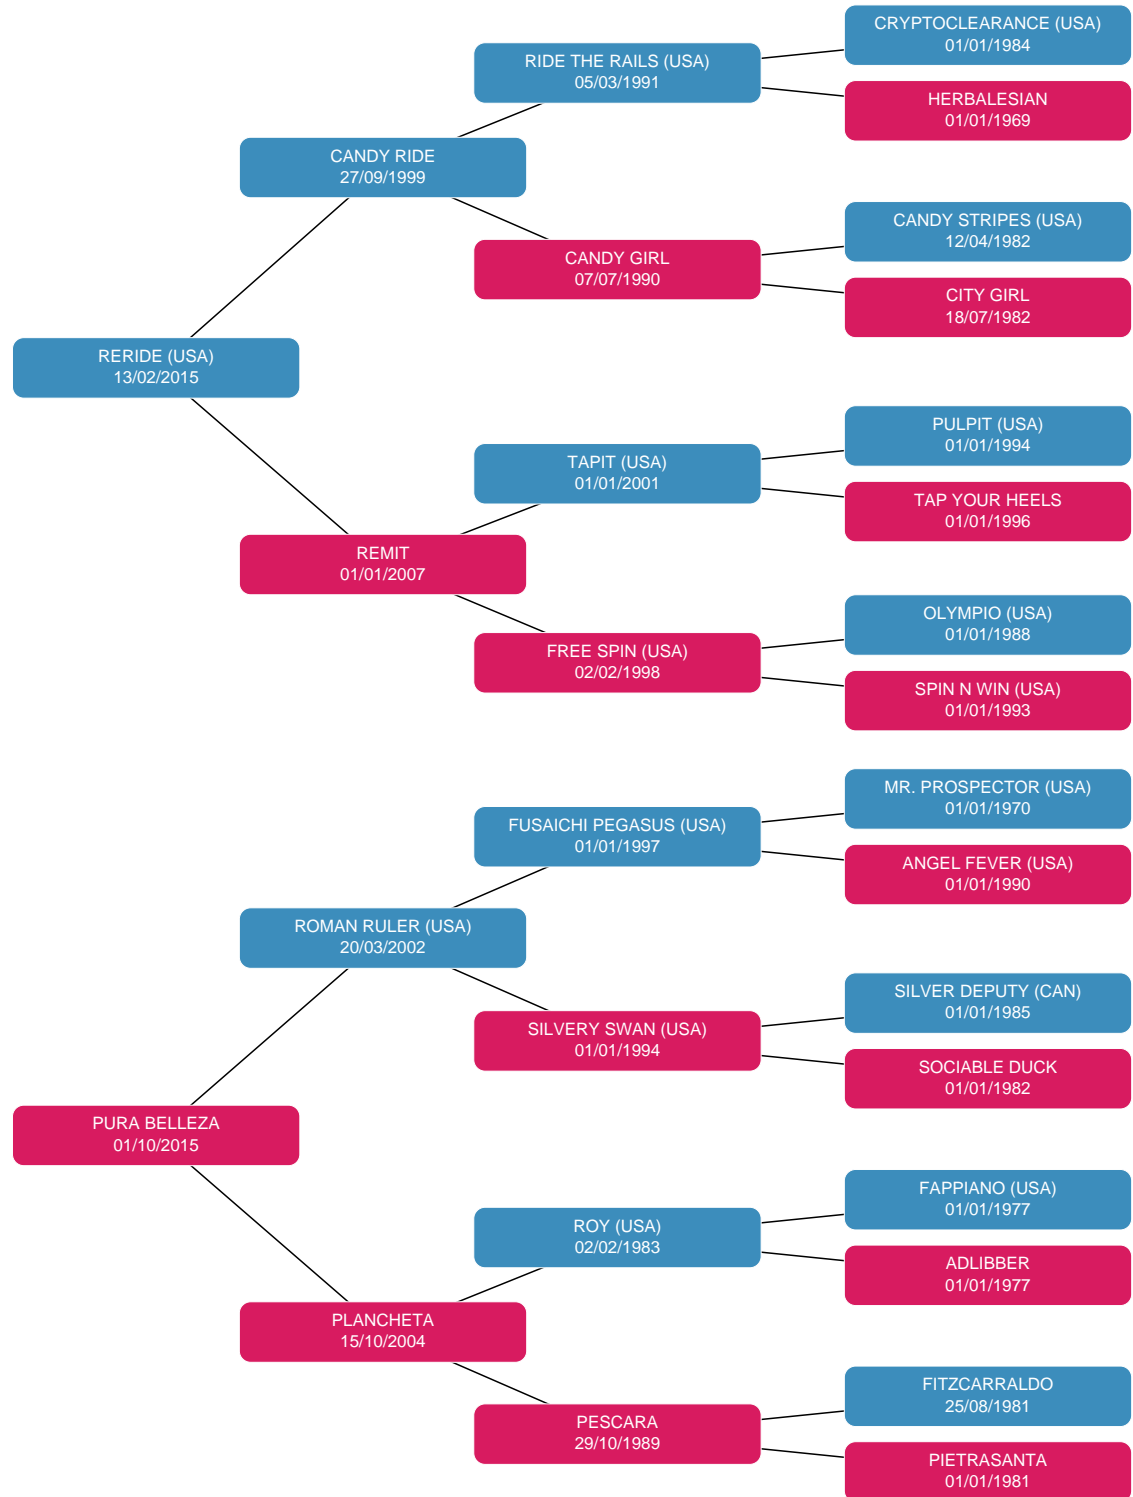 CRYPTOCLEARANCE (USA)
01/01/1984
RIDE THE RAILS (USA)
05/03/1991
HERBALESIAN
01/01/1969
CANDY RIDE
27/09/1999
CANDY STRIPES (USA)
12/04/1982
CANDY GIRL
07/07/1990
CITY GIRL
18/07/1982
RERIDE (USA)
13/02/2015
PULPIT (USA)
01/01/1994
TAPIT (USA)
01/01/2001
TAP YOUR HEELS
01/01/1996
REMIT
01/01/2007
OLYMPIO (USA)
01/01/1988
FREE SPIN (USA)
02/02/1998
SPIN N WIN (USA)
01/01/1993
MR. PROSPECTOR (USA)
01/01/1970
FUSAICHI PEGASUS (USA)
01/01/1997
ANGEL FEVER (USA)
01/01/1990
ROMAN RULER (USA)
20/03/2002
SILVER DEPUTY (CAN)
01/01/1985
SILVERY SWAN (USA)
01/01/1994
SOCIABLE DUCK
01/01/1982
PURA BELLEZA
01/10/2015
FAPPIANO (USA)
01/01/1977
ROY (USA)
02/02/1983
ADLIBBER
01/01/1977
PLANCHETA
15/10/2004
FITZCARRALDO
25/08/1981
PESCARA
29/10/1989
PIETRASANTA
01/01/1981